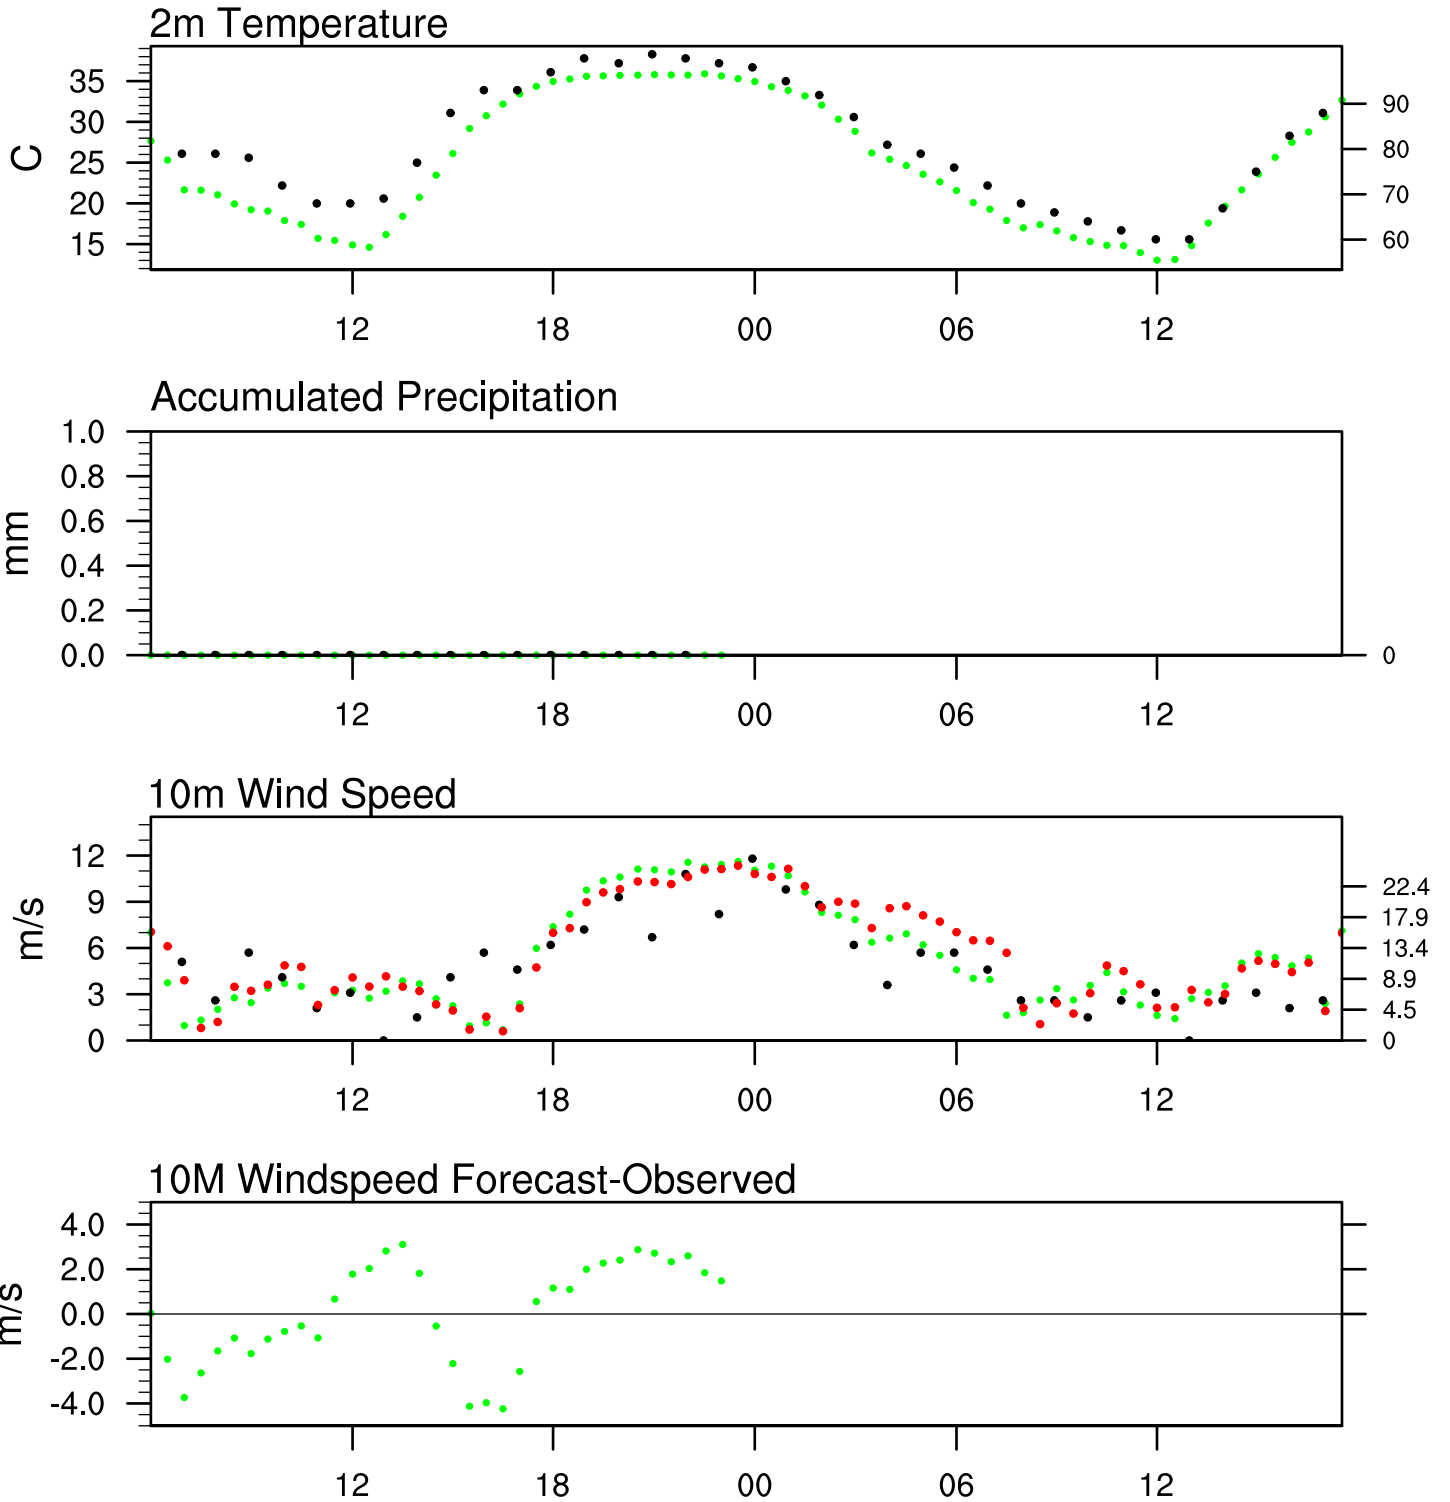 2m Temperature
C
35
30
25
20
15
90
80
70
60
12 18 00 06 12
Accumulated Precipitation
mm
1.0
0.8
0.6
0.4
0.2
0.0
0
12 18 00 06 12
10m Wind Speed
m/s
12
9
6
3
0
22.4
17.9
13.4
8.9
4.5
0
12 18 00 06 12
10M Windspeed Forecast-Observed
m/s
4.0
2.0
0.0
-2.0
-4.0
12 18 00 06 12